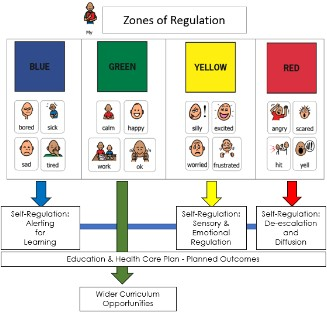 Zones of Regulation
My
BLUE
GREEN
YELLOW
RED
bored sick
calm happy
silly excited
angry scared
sad tired
work ok
worried frustrated
hit yell
Self-Regulation:
Alerting
for
Learning
Self-Regulation:
Sensory &
Emotional
Regulation
Self-Regulation:
De-escalation
and
Diffusion
Education & Health Care Plan - Planned Outcomes
Wider Curriculum
Opportunities